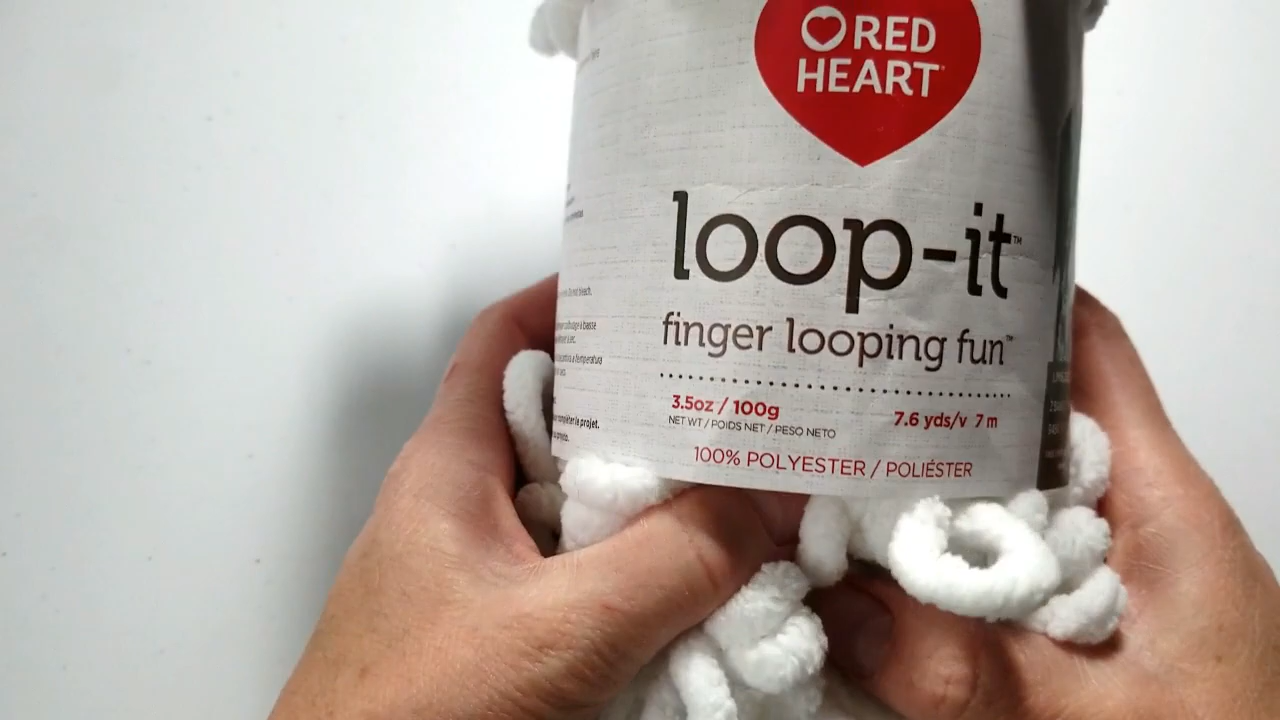 RED
HEART
loop-it™
finger looping fun™
3.5oz / 100g
7.6 yds/v 7 m
NET WT / POIDS NET / PESO NETO
100% POLYESTER / POLIÉSTER